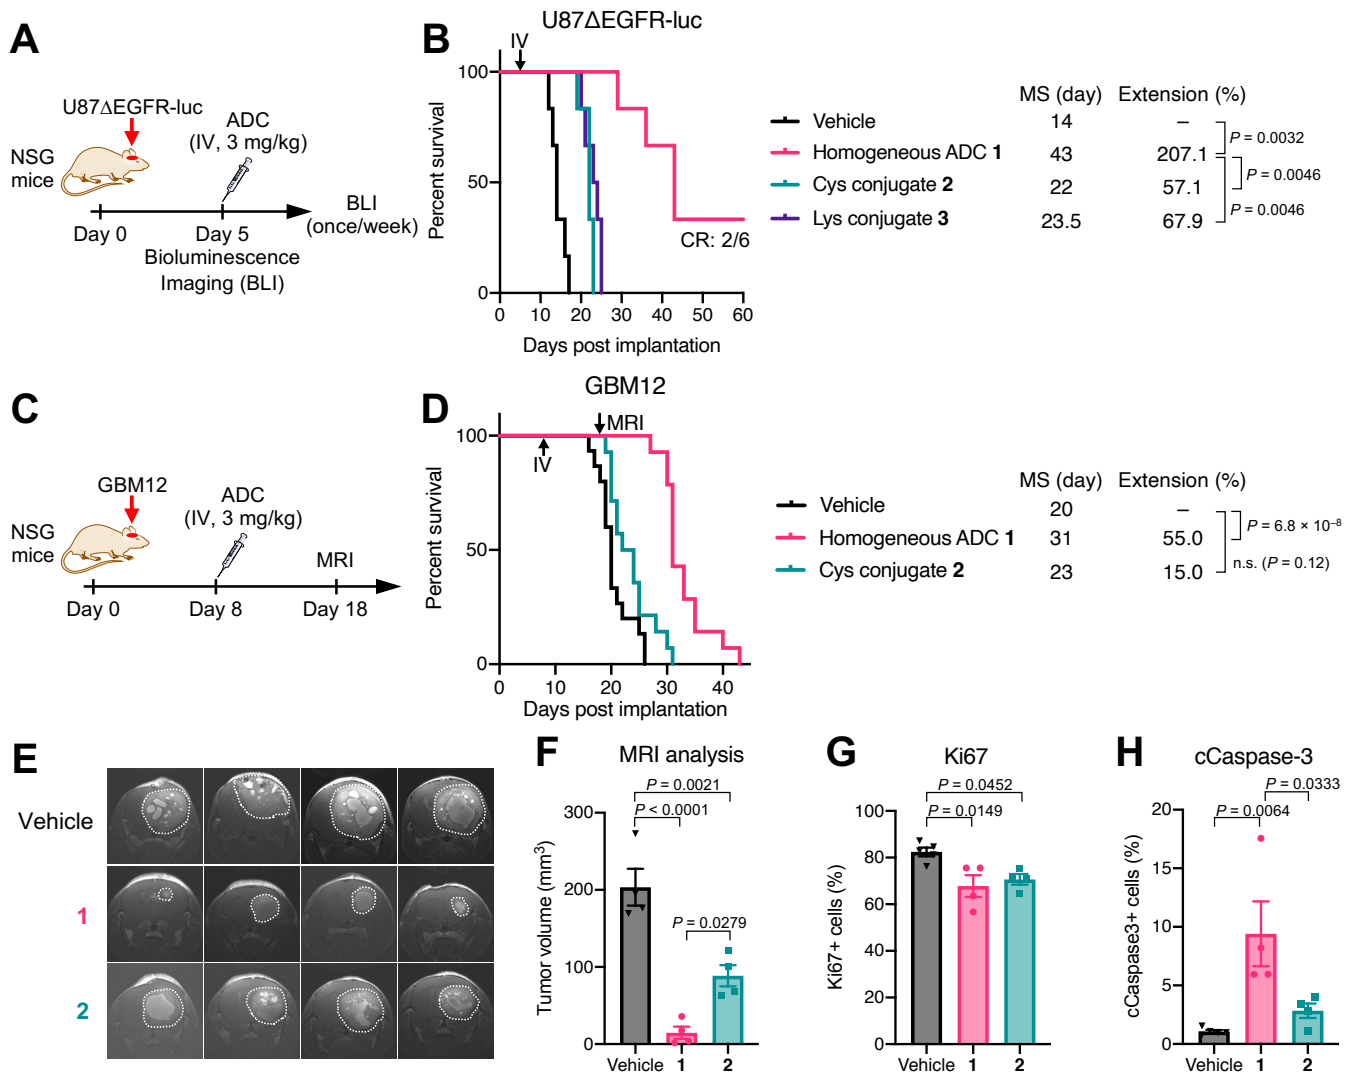 A
U87ΔEGFR-luc
ADC
(IV, 3 mg/kg)
NSG
mice
BLI
(once/week)
Day 0
Day 5
Bioluminescence
Imaging (BLI)
B
U87ΔEGFR-luc
IV
Percent survival
100
50
0
0 10 20 30 40 50 60
Days post implantation
CR: 2/6
MS (day) Extension (%)
Vehicle 14 –
Homogeneous ADC 1 43 207.1
Cys conjugate 2 22 57.1
Lys conjugate 3 23.5 67.9
P = 0.0032
P = 0.0046
P = 0.0046
C
GBM12
ADC
(IV, 3 mg/kg)
NSG
mice
MRI
Day 0
Day 8
Day 18
D
GBM12
MRI
IV
Percent survival
100
50
0
0 10 20 30 40
Days post implantation
MS (day) Extension (%)
Vehicle 20 –
Homogeneous ADC 1 31 55.0
Cys conjugate 2 23 15.0
P = 6.8 × 10⁻⁸
n.s. (P = 0.12)
E
Vehicle
1
2
F
MRI analysis
P = 0.0021
P < 0.0001
P = 0.0279
Tumor volume (mm³)
300
200
100
0
Vehicle 1 2
G
Ki67
P = 0.0452
P = 0.0149
Ki67+ cells (%)
100
80
60
40
20
0
Vehicle 1 2
H
cCaspase-3
P = 0.0333
P = 0.0064
cCaspase3+ cells (%)
20
15
10
5
0
Vehicle 1 2